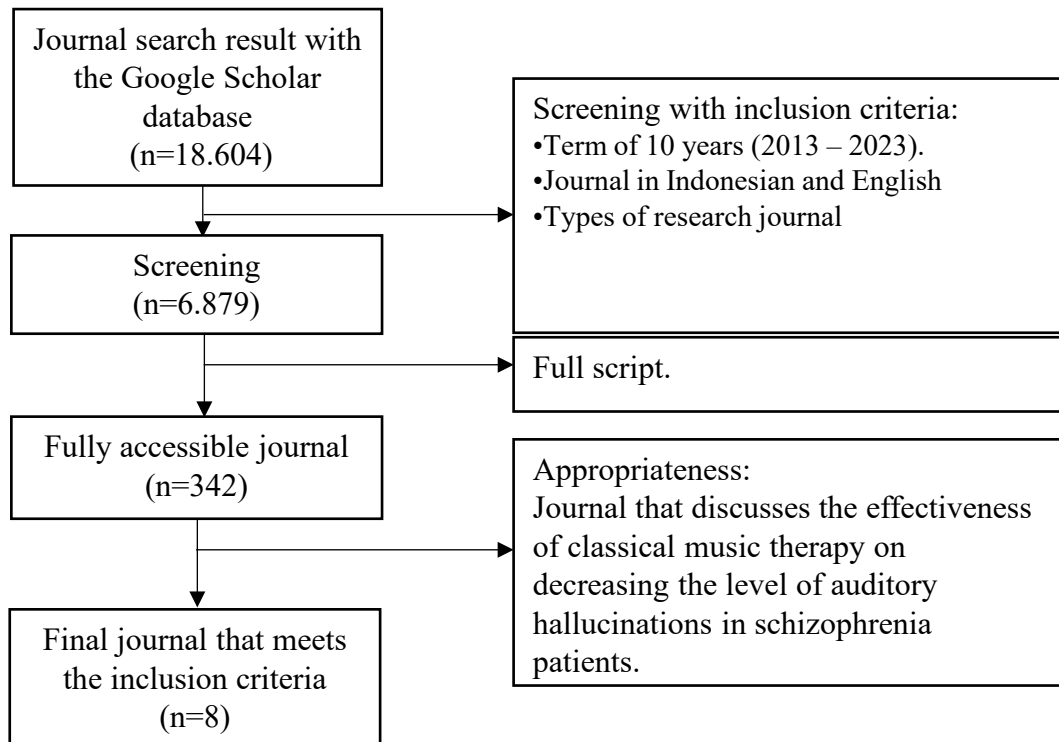 Journal search result with
the Google Scholar
database
(n=18.604)
Screening with inclusion criteria:
•Term of 10 years (2013 – 2023).
•Journal in Indonesian and English
•Types of research journal
Screening
(n=6.879)
Full script.
Fully accessible journal
(n=342)
Appropriateness:
Journal that discusses the effectiveness
of classical music therapy on
decreasing the level of auditory
hallucinations in schizophrenia
patients.
Final journal that meets
the inclusion criteria
(n=8)